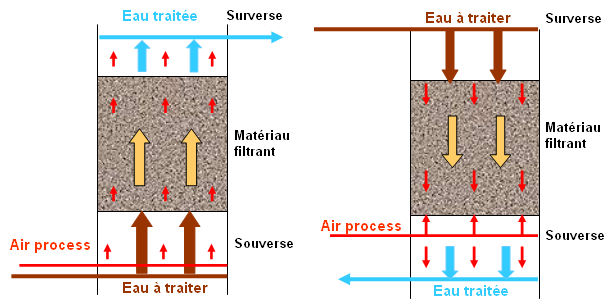 Eau traitée
Surverse
Matériau
filtrant
Air process
Souverse
Eau à traiter
Eau à traiter
Surverse
Matériau
filtrant
Air process
Souverse
Eau traitée